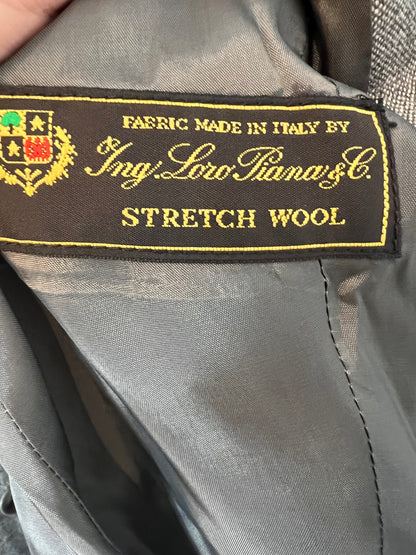 FABRIC MADE IN ITALY BY
Ing. Loro Piana & C.
STRETCH WOOL